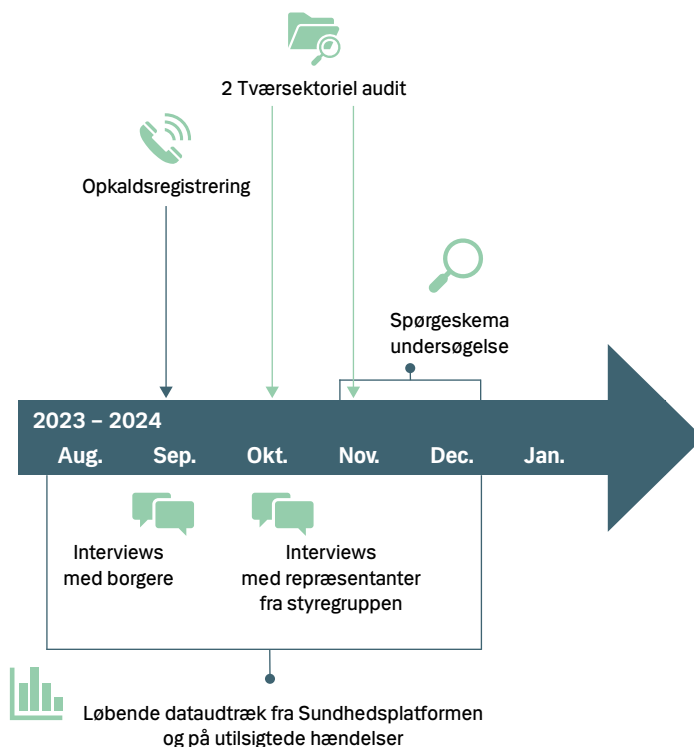 2 Tværsektoriel audit
Opkaldsregistrering
Spørgeskema
undersøgelse
2023 – 2024
Aug. Sep. Okt. Nov. Dec. Jan.
Interviews
med borgere
Interviews
med repræsentanter
fra styregruppen
Løbende dataudtræk fra Sundhedsplatformen
og på utilsigtede hændelser